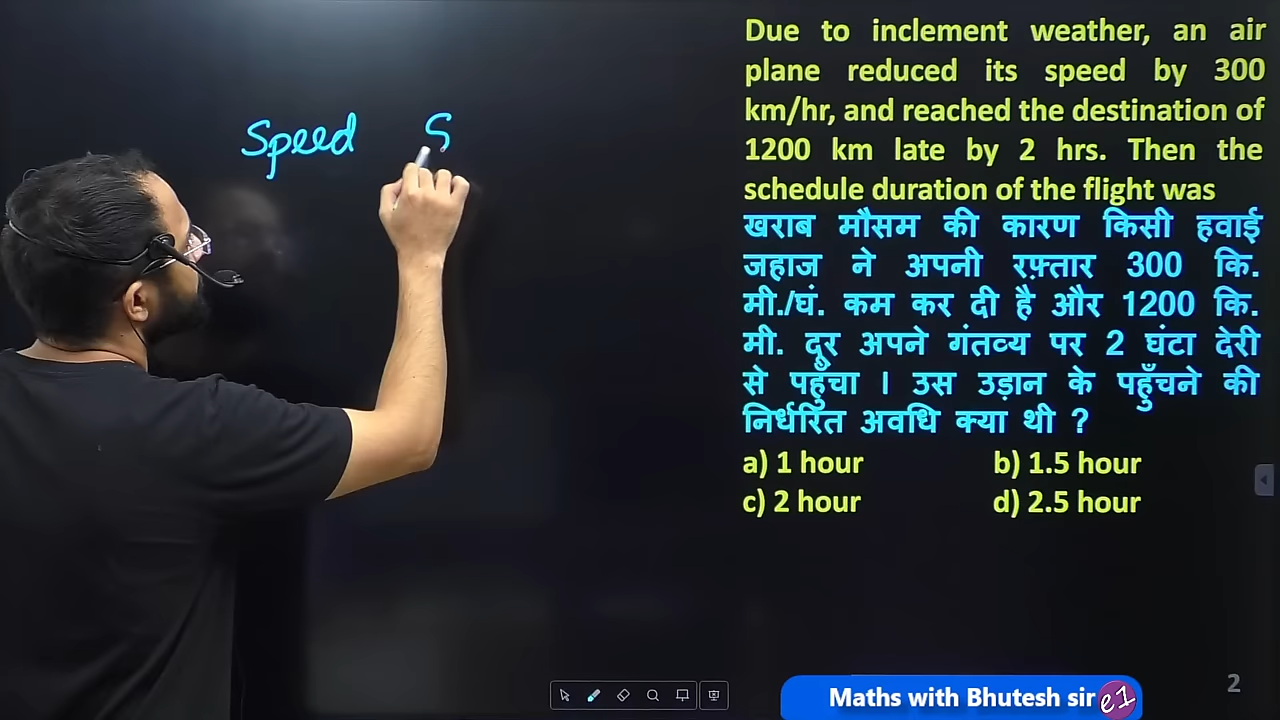 Speed S
Due to inclement weather, an air
plane reduced its speed by 300
km/hr, and reached the destination of
1200 km late by 2 hrs. Then the
schedule duration of the flight was
खराब मौसम की कारण किसी हवाई
जहाज ने अपनी रफ़्तार 300 कि.
मी./घं. कम कर दी है और 1200 कि.
मी. दूर अपने गंतव्य पर 2 घंटा देरी
से पहुँचा । उस उड़ान के पहुँचने की
निर्धरित अवधि क्या थी ?
a) 1 hour b) 1.5 hour
c) 2 hour d) 2.5 hour
2
Maths with Bhutesh sir e1